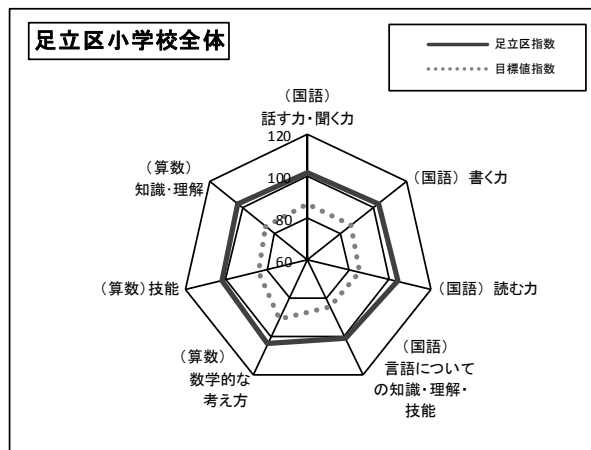 足立区小学校全体
足立区指数
目標値指数
（国語）
話す力・聞く力
（国語） 書く力
（国語） 読む力
（国語）
言語について
の知識・理解・
技能
（算数）
数学的な
考え方
（算数） 技能
（算数）
知識・理解
120
100
80
60